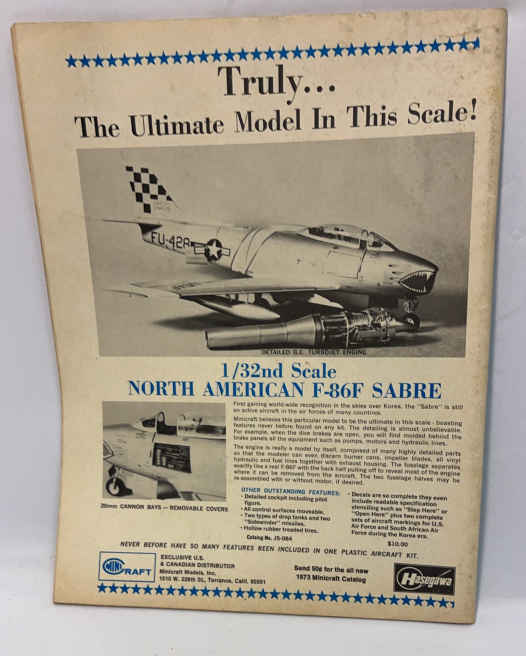 Truly...
The Ultimate Model In This Scale!
FU-428
DETAILED G.E. TURBOJET ENGINE
1/32nd Scale
NORTH AMERICAN F-86F SABRE
First gaining world-wide recognition in the skies over Korea, the "Sabre" is still
an active aircraft in the air forces of many countries.
Minicraft believes this particular model to be the ultimate in this scale - boasting
features never before found on any kit. The detailing is almost unbelievable.
For example, when the dive brakes are open, you will find molded behind the
brake panels all the equipment such as pumps, motors and hydraulic lines.
The engine is really a model by itself, composed of many highly detailed parts
so that the modeler can even discern burner cans, impeller blades, all vinyl
hydraulic and fuel lines together with exhaust housing. The fuselage separates
exactly like a real F-86F with the back half pulling off to reveal most of the engine
where it can be removed from the aircraft. The two fuselage halves may be
re-assembled with or without motor, if desired.
20mm CANNON BAYS – REMOVABLE COVERS
OTHER OUTSTANDING FEATURES:
• Detailed cockpit including pilot
figure.
• All control surfaces movable.
• Two types of drop tanks and two
"Sidewinder" missiles.
• Hollow rubber treaded tires.
Catalog No. JS-084
• Decals are so complete they even
include readable specification
stenciling such as "Step Here" or
"Open Here" plus two complete
sets of aircraft markings for U.S.
Air Force and South African Air
Force during the Korea era.
$10.00
NEVER BEFORE HAVE SO MANY FEATURES BEEN INCLUDED IN ONE PLASTIC AIRCRAFT KIT.
MINICRAFT
EXCLUSIVE U.S.
& CANADIAN DISTRIBUTOR
Minicraft Models, Inc.
1510 W. 228th St., Torrance, Calif. 90501
Send 50¢ for the all new
1973 Minicraft Catalog
Hasegawa